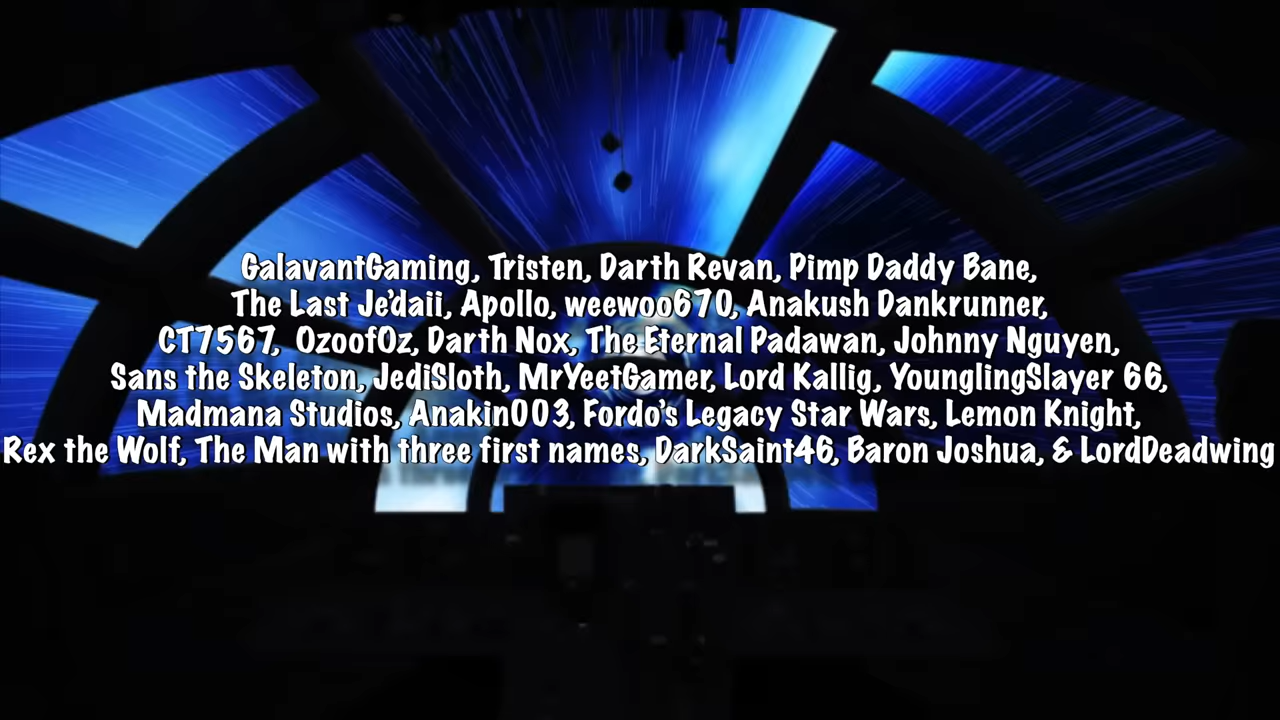 GalavantGaming, Tristen, Darth Revan, Pimp Daddy Bane,
The Last Je'daii, Apollo, weewoo670, Anakush Dankrunner,
CT7567,  OzoofOz, Darth Nox, The Eternal Padawan, Johnny Nguyen,
Sans the Skeleton, JediSloth, MrYeetGamer, Lord Kallig, YounglingSlayer 66,
Madmana Studios, Anakin003, Fordo's Legacy Star Wars, Lemon Knight,
Rex the Wolf, The Man with three first names, DarkSaint46, Baron Joshua, & LordDeadwing